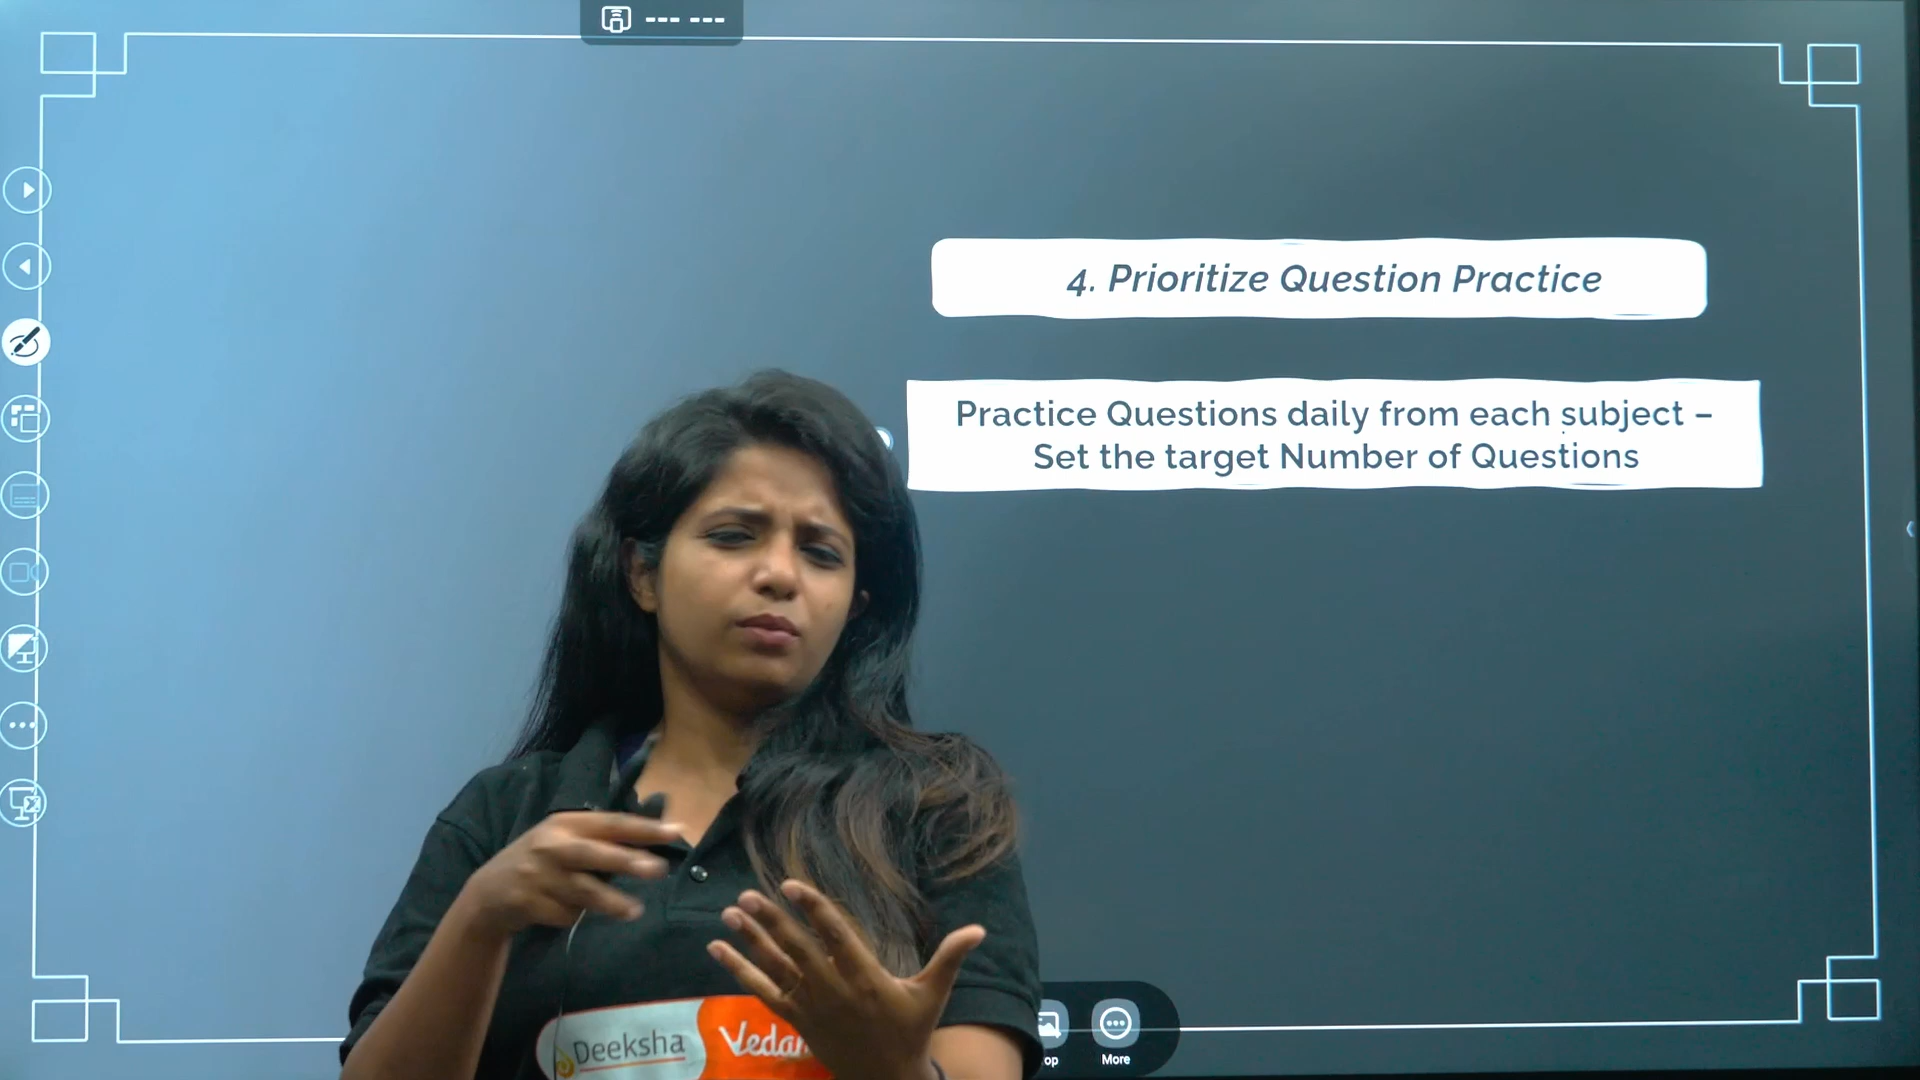 4. Prioritize Question Practice
Practice Questions daily from each subject –
Set the target Number of Questions
Deeksha
More